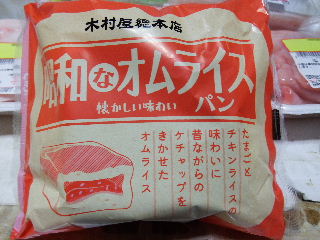 木村屋總本店
昭和なオムライス
懐かしい味わい
パン
たまごと
チキンライスの
味わいに
昔ながらの
ケチャップを
きかせた
オムライス